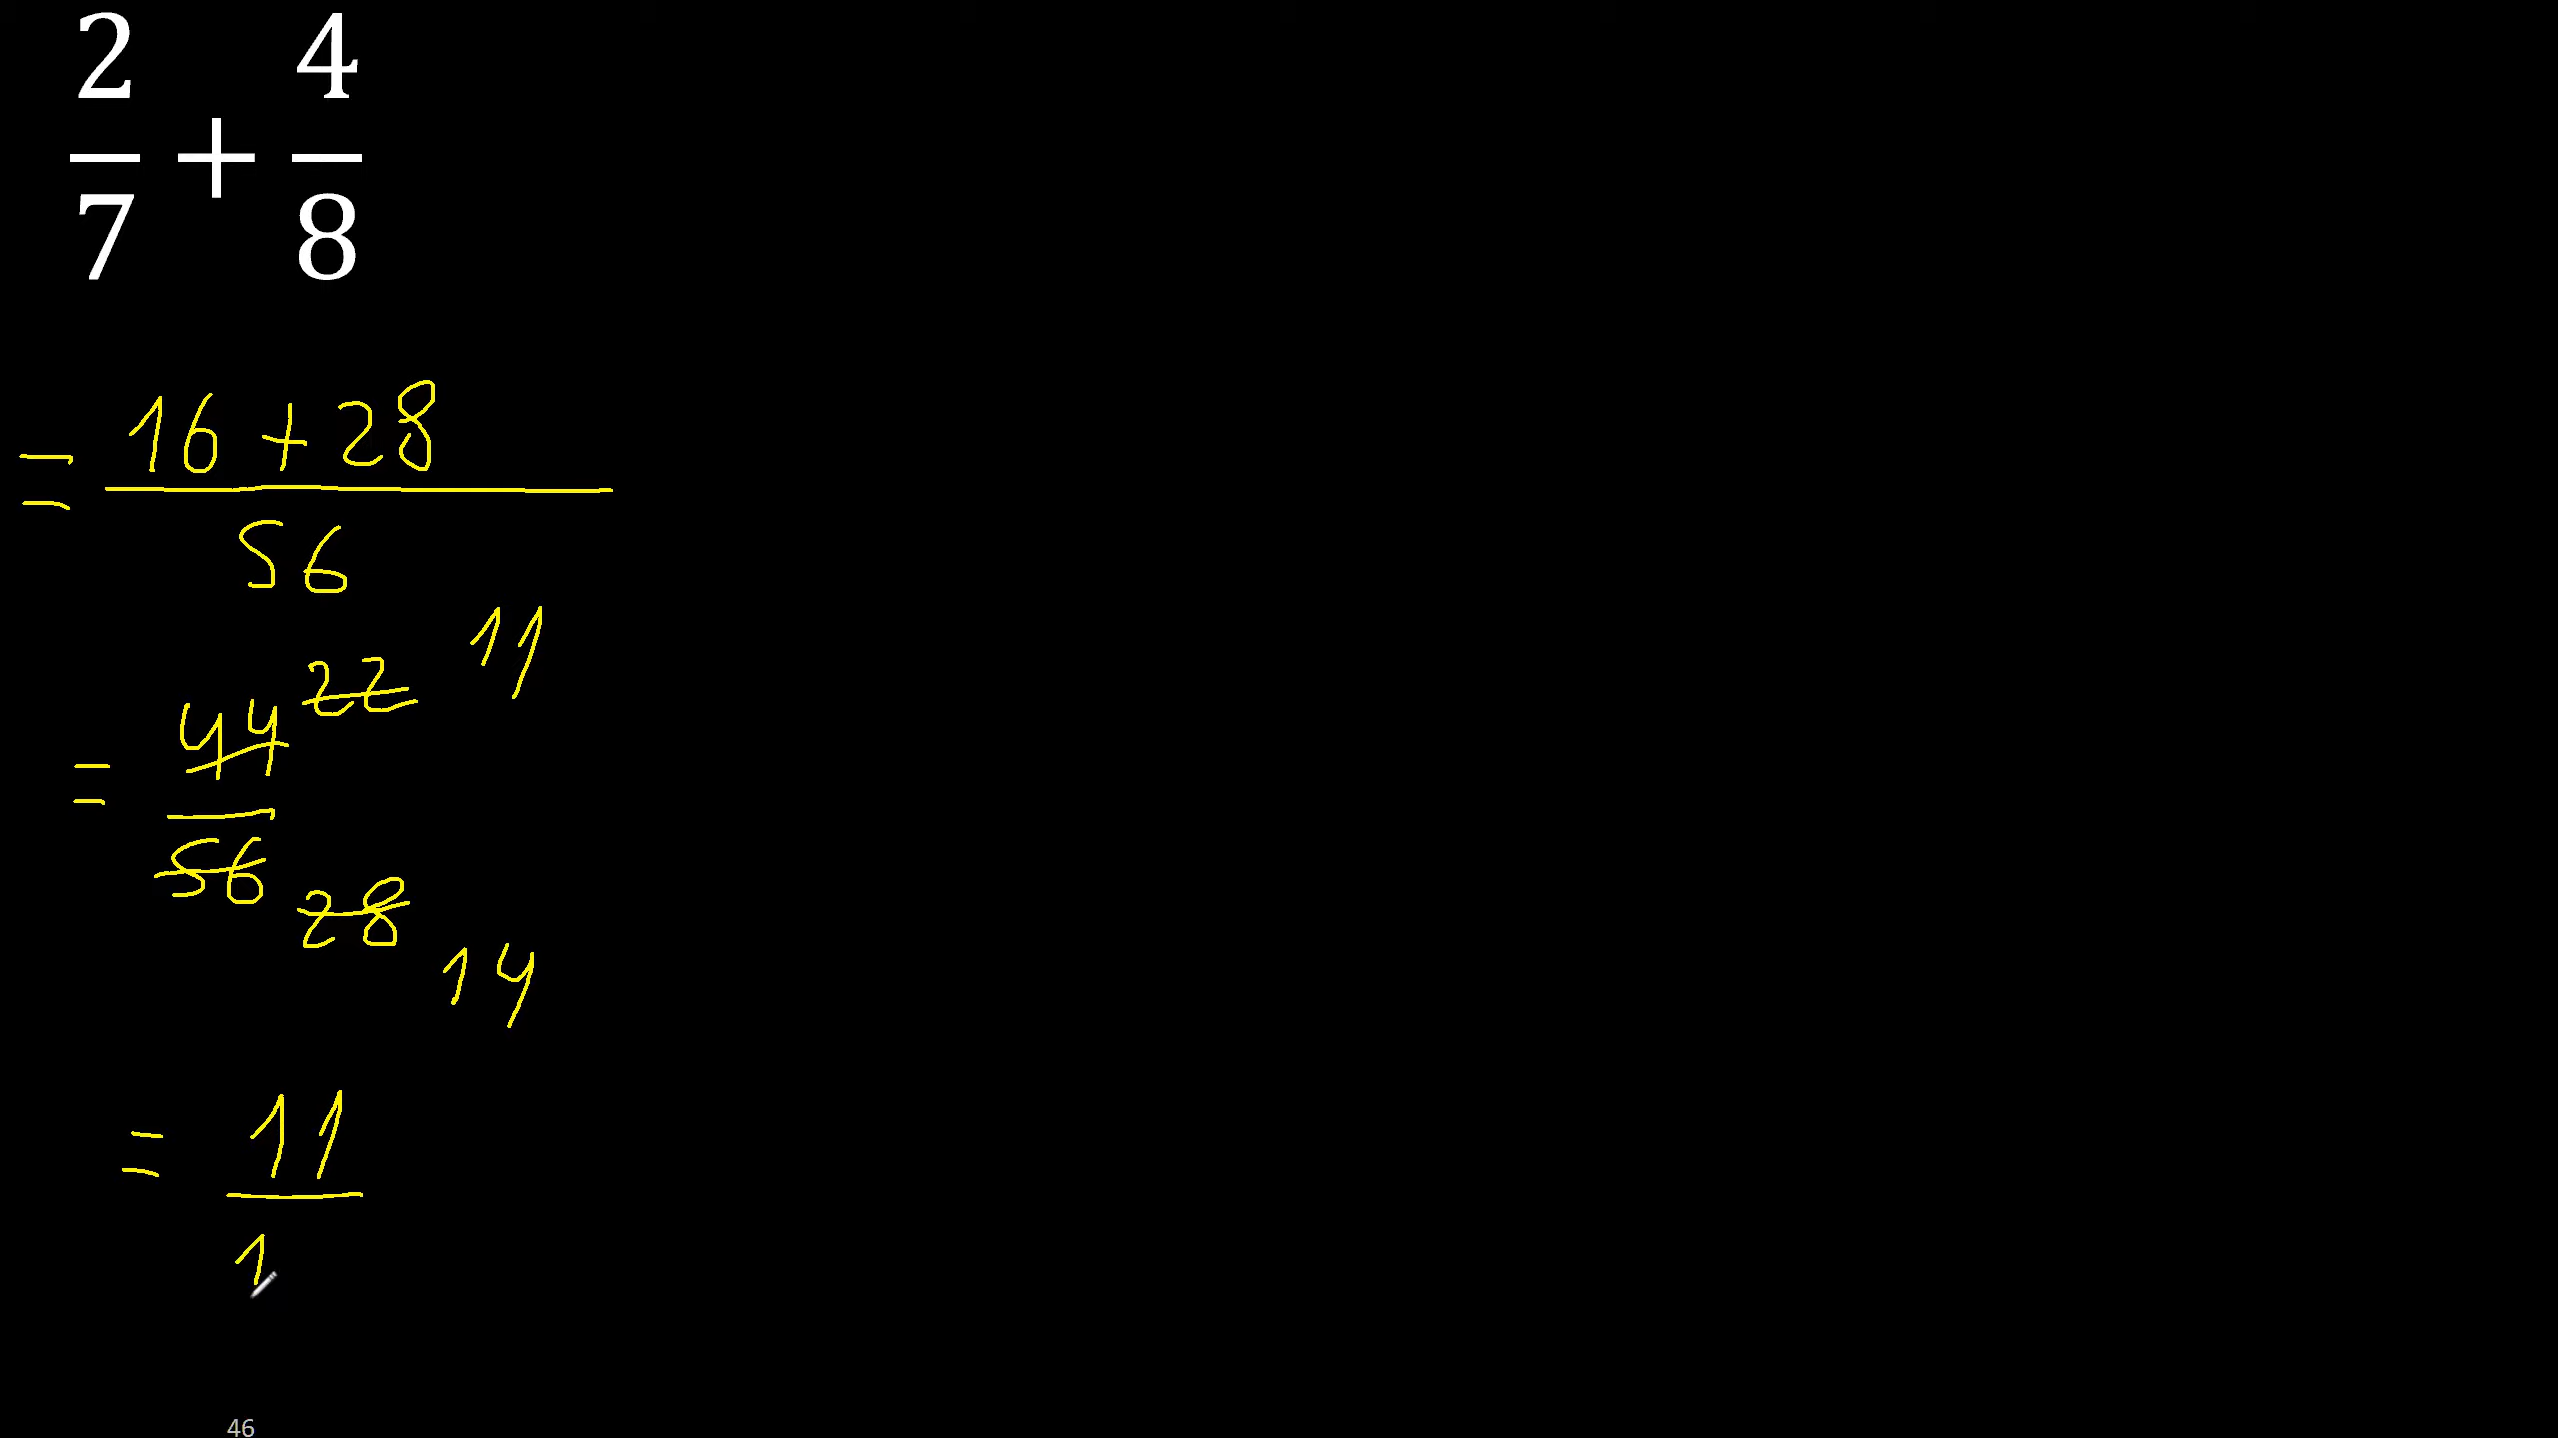 2/7 + 4/8
= 16 + 28 / 56
= 44 / 56 22 / 28 11 / 14
= 11 / 1
46